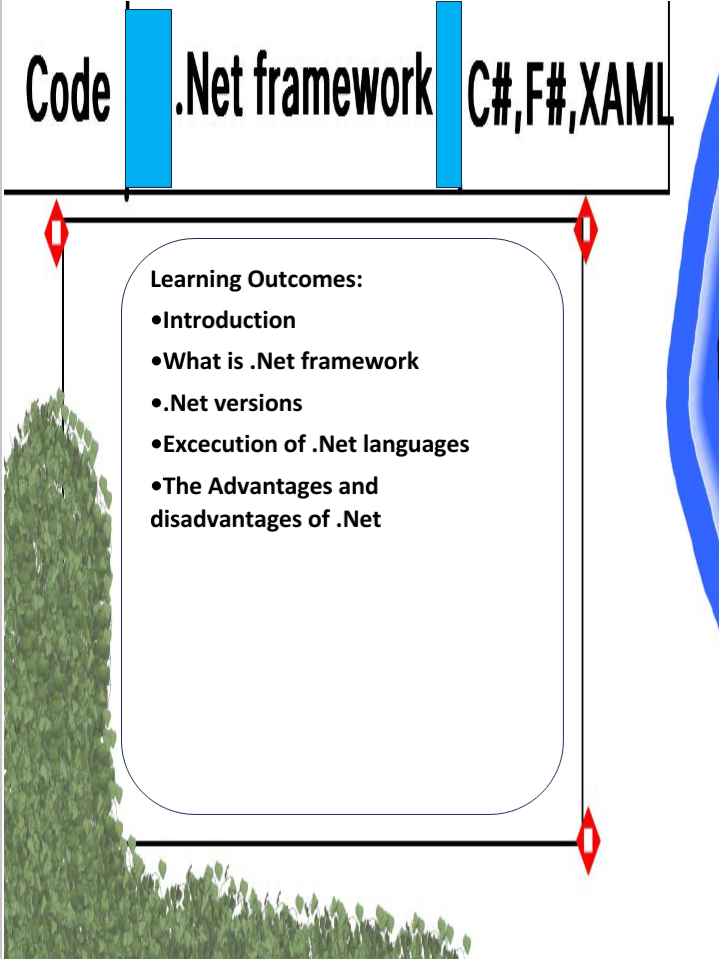 Code .Net framework C#,F#,XAML
Learning Outcomes:
•Introduction
•What is .Net framework
•.Net versions
•Excecution of .Net languages
•The Advantages and
disadvantages of .Net